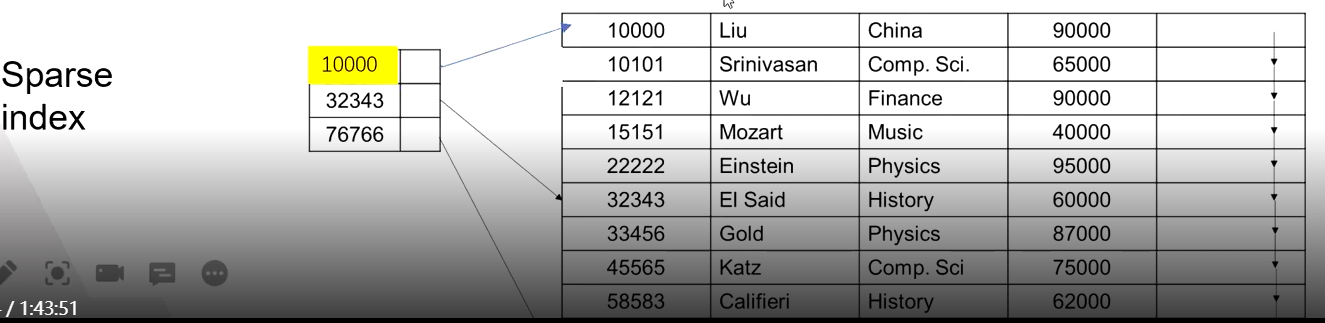 Sparse
index
10000
32343
76766
10000 Liu China 90000
10101 Srinivasan Comp. Sci. 65000
12121 Wu Finance 90000
15151 Mozart Music 40000
22222 Einstein Physics 95000
32343 El Said History 60000
33456 Gold Physics 87000
45565 Katz Comp. Sci 75000
58583 Califieri History 62000
/ 1:43:51